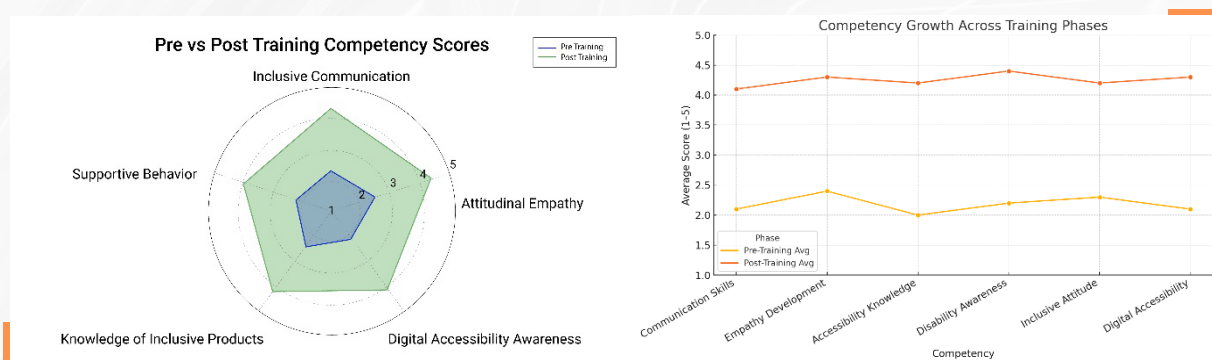 Pre vs Post Training Competency Scores
Pre Training
Post Training
Inclusive Communication
Supportive Behavior
Attitudinal Empathy
Knowledge of Inclusive Products
Digital Accessibility Awareness
1
2
3
4
5
Competency Growth Across Training Phases
Average Score (1–5)
5.0
4.5
4.0
3.5
3.0
2.5
2.0
1.5
1.0
Phase
Pre-Training Avg
Post-Training Avg
Communication Skills
Empathy Development
Accessibility Knowledge
Disability Awareness
Inclusive Attitude
Digital Accessibility
Competency